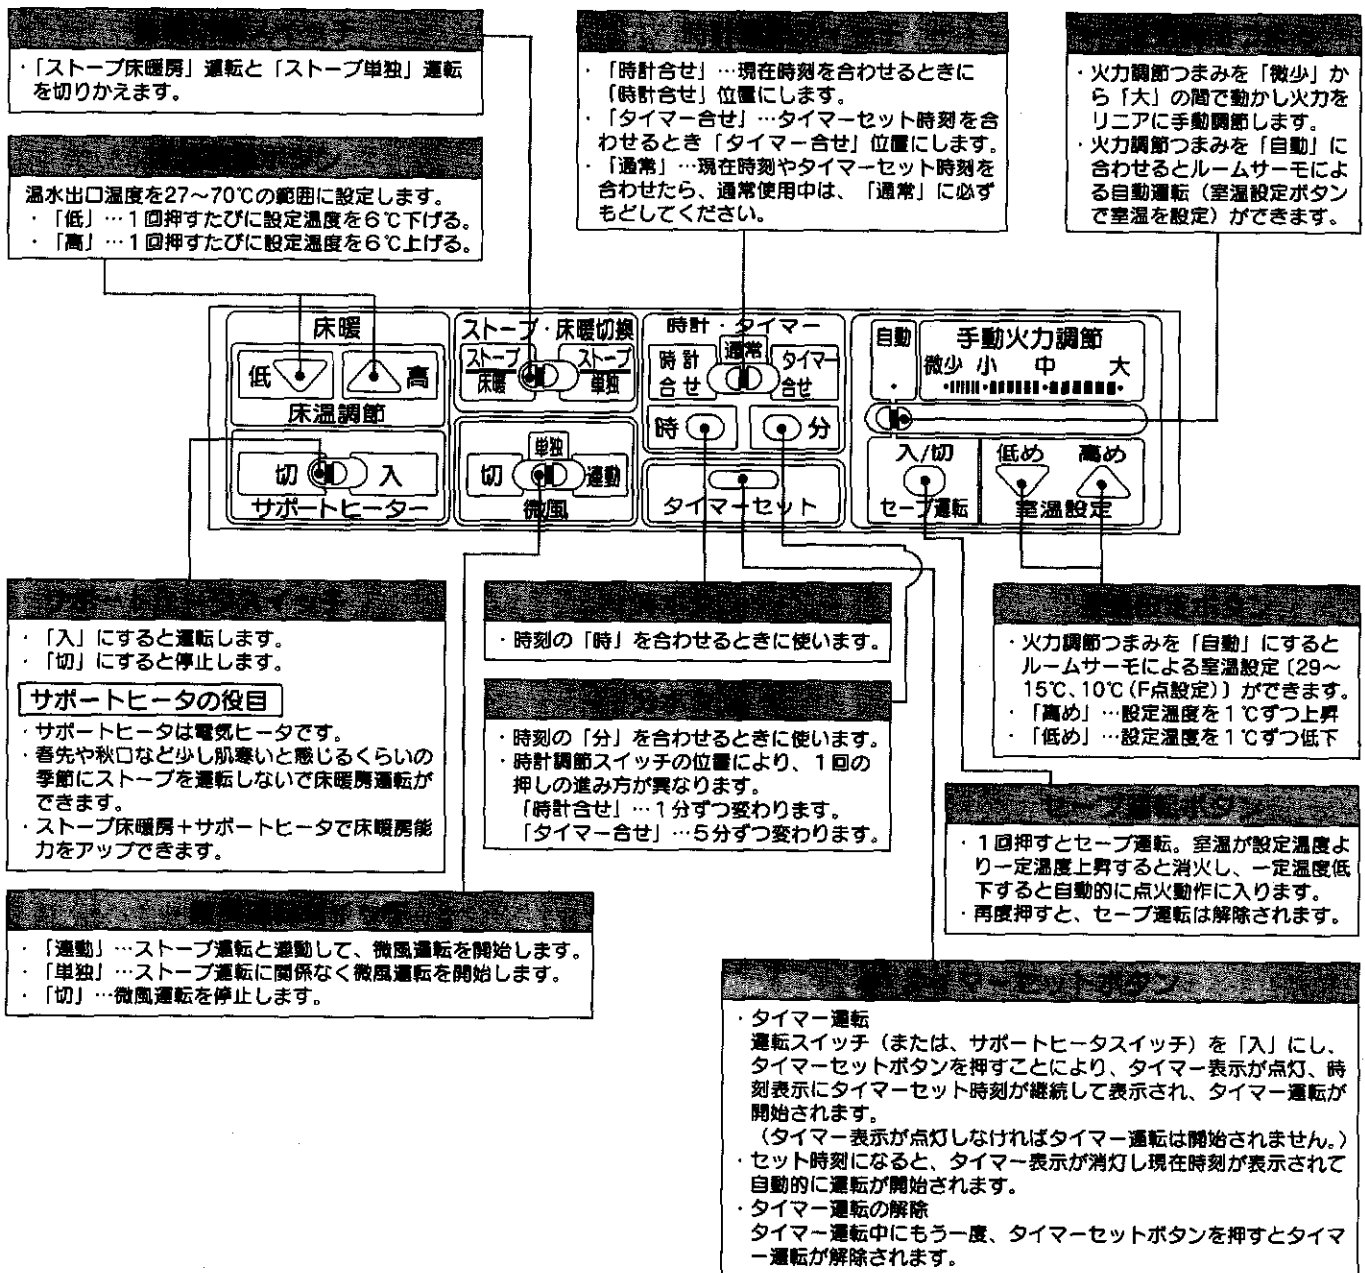 ・「ストーブ床暖房」運転と「ストーブ単独」運転
を切りかえます。
ボタン
温水出口温度を27～70℃の範囲に設定します。
・「低」…1回押すたびに設定温度を6℃下げる。
・「高」…1回押すたびに設定温度を6℃上げる。
・「時計合せ」…現在時刻を合わせるときに
「時計合せ」位置にします。
・「タイマー合せ」…タイマーセット時刻を合
わせるとき「タイマー合せ」位置にします。
・「通常」…現在時刻やタイマーセット時刻を
合わせたら、通常使用中は、「通常」に必ず
もどしてください。
・火力調節つまみを「微少」か
ら「大」の間で動かし火力を
リニアに手動調節します。
・火力調節つまみを「自動」に
合わせるとルームサーモによ
る自動運転（室温設定ボタン
で室温を設定）ができます。
床暖
低 高
床温調節
切 入
サポートヒーター
ストーブ・床暖切換
ストーブ
床暖
ストーブ
単独
切 単独 連動
微風
時計・タイマー
時計
合せ
通常
タイマー
合せ
時 分
タイマーセット
自動
手動火力調節
微少 小 中 大
入/切
セーブ運転
低め 高め
室温設定
サポートヒータスイッチ
・「入」にすると運転します。
・「切」にすると停止します。
サポートヒータの役目
・サポートヒータは電気ヒータです。
・春先や秋口など少し肌寒いと感じるくらいの
季節にストーブを運転しないで床暖房運転が
できます。
・ストーブ床暖房＋サポートヒータで床暖房能
力をアップできます。
・「連動」…ストーブ運転と連動して、微風運転を開始します。
・「単独」…ストーブ運転に関係なく微風運転を開始します。
・「切」…微風運転を停止します。
・時刻の「時」を合わせるときに使います。
・時刻の「分」を合わせるときに使います。
・時計調節スイッチの位置により、1回の
押しの進み方が異なります。
「時計合せ」…1分ずつ変わります。
「タイマー合せ」…5分ずつ変わります。
・火力調節つまみを「自動」にすると
ルームサーモによる室温設定〔29～
15℃、10℃（F点設定）〕ができます。
・「高め」…設定温度を1℃ずつ上昇
・「低め」…設定温度を1℃ずつ低下
セーブ運転ボタン
・1回押すとセーブ運転。室温が設定温度よ
り一定温度上昇すると消火し、一定温度低
下すると自動的に点火動作に入ります。
・再度押すと、セーブ運転は解除されます。
タイマーセットボタン
・タイマー運転
運転スイッチ（または、サポートヒータスイッチ）を「入」にし、
タイマーセットボタンを押すことにより、タイマー表示が点灯、時
刻表示にタイマーセット時刻が継続して表示され、タイマー運転が
開始されます。
（タイマー表示が点灯しなければタイマー運転は開始されません。）
・セット時刻になると、タイマー表示が消灯し現在時刻が表示されて
自動的に運転が開始されます。
・タイマー運転の解除
タイマー運転中にもう一度、タイマーセットボタンを押すとタイマ
ー運転が解除されます。